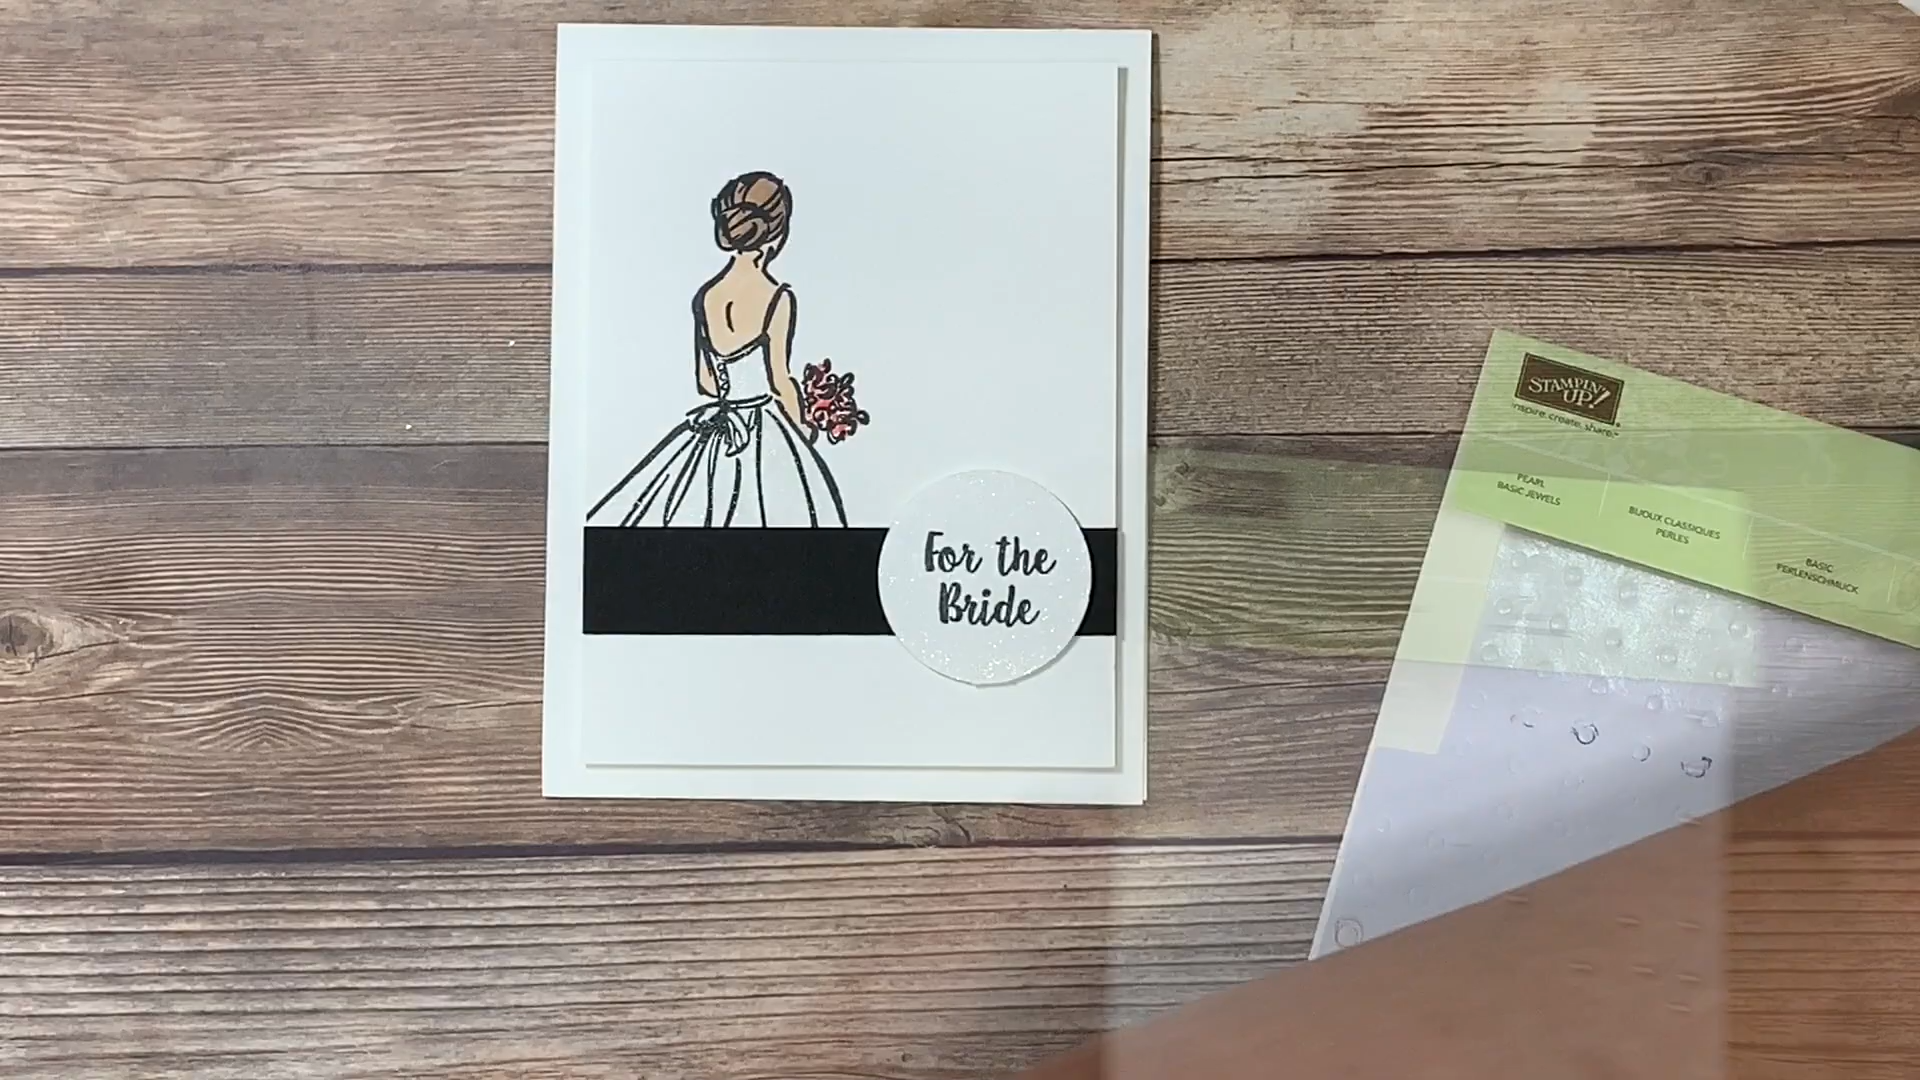 For the
Bride
STAMPIN'
UP!
inspire. create. share.
PEARL
BASIC JEWELS
BIJOUX CLASSIQUES
PERLES
BASIC
PERLENSCHMUCK